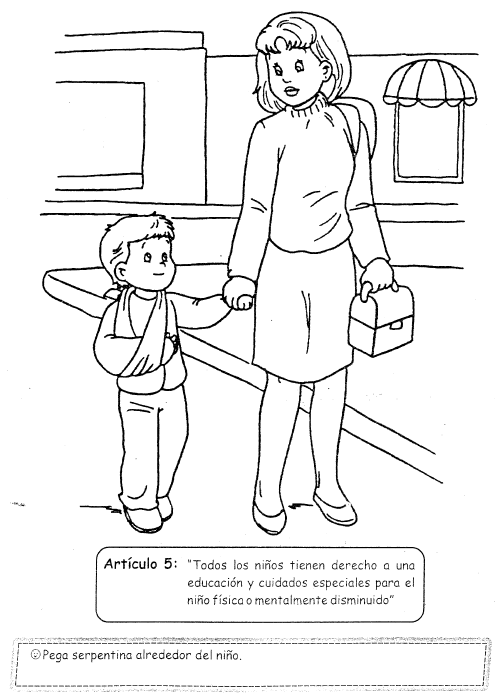 Artículo 5: "Todos los niños tienen derecho a una
educación y cuidados especiales para el
niño física o mentalmente disminuido"
☺Pega serpentina alrededor del niño.